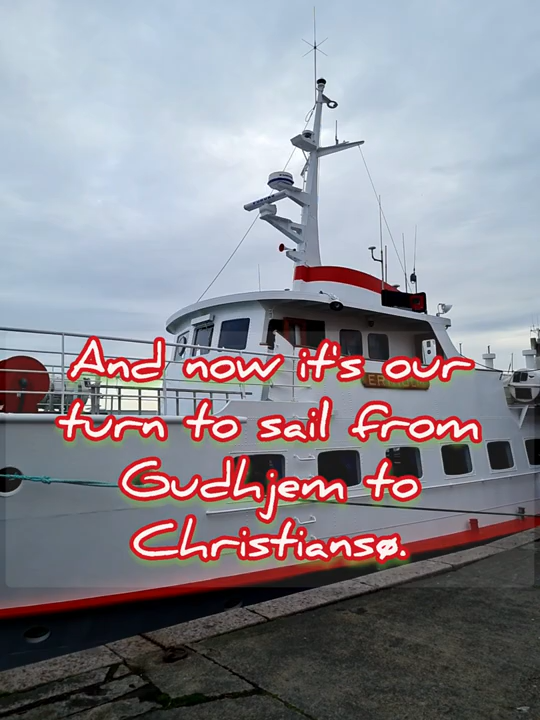 And now it's our
turn to sail from
Gudhjem to
Christiansø.